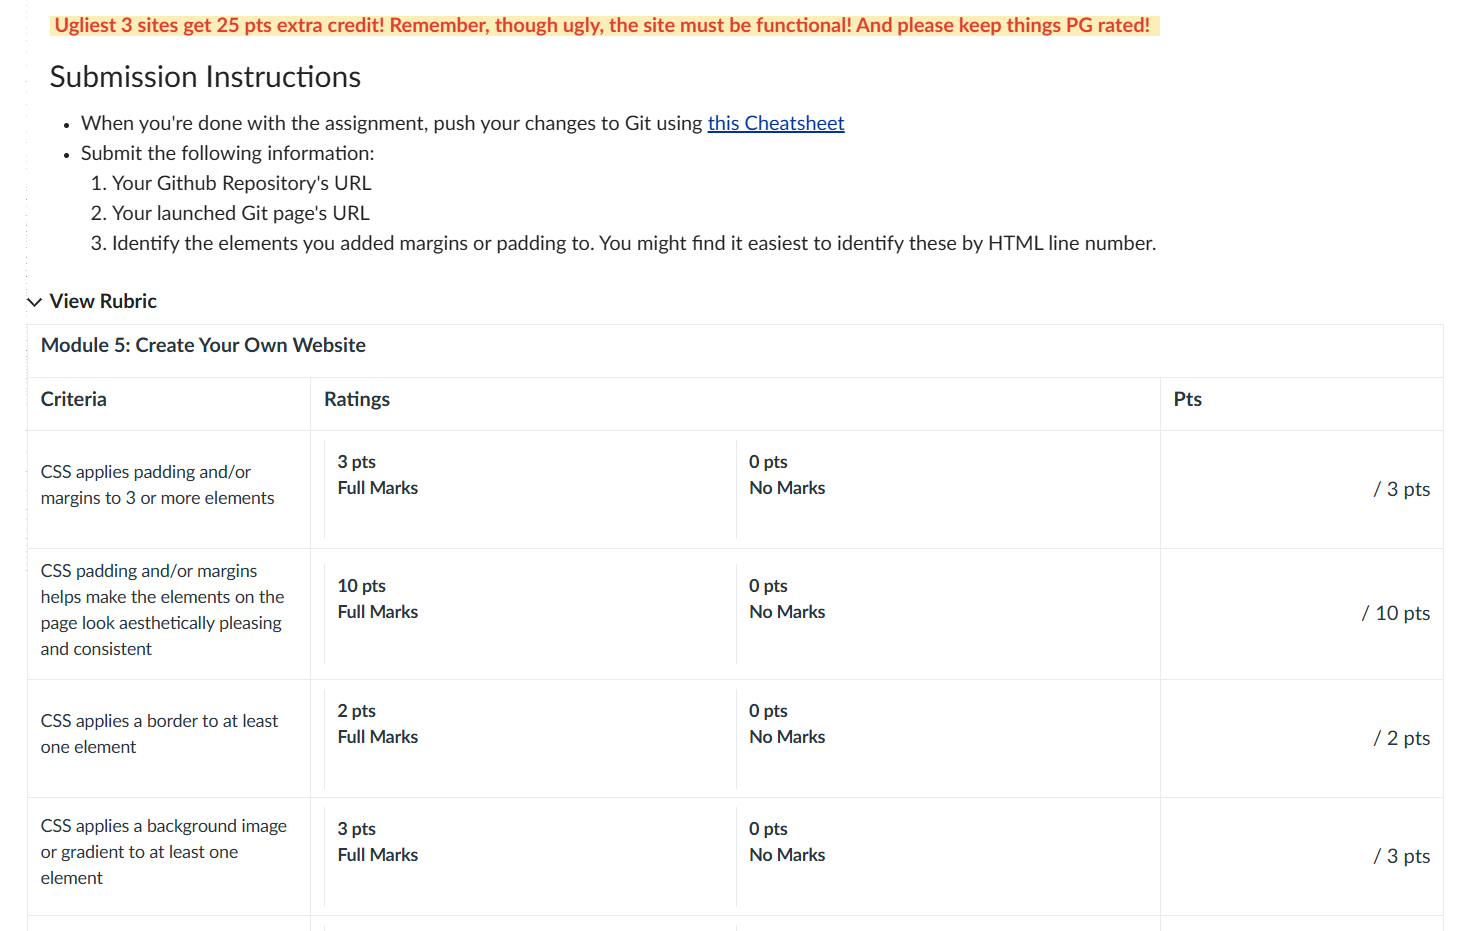 Ugliest 3 sites get 25 pts extra credit! Remember, though ugly, the site must be functional! And please keep things PG rated!
Submission Instructions
• When you're done with the assignment, push your changes to Git using this Cheatsheet
• Submit the following information:
1. Your Github Repository's URL
2. Your launched Git page's URL
3. Identify the elements you added margins or padding to. You might find it easiest to identify these by HTML line number.
View Rubric
Module 5: Create Your Own Website
Criteria
Ratings
Pts
CSS applies padding and/or
margins to 3 or more elements
3 pts
Full Marks
0 pts
No Marks
/ 3 pts
CSS padding and/or margins
helps make the elements on the
page look aesthetically pleasing
and consistent
10 pts
Full Marks
0 pts
No Marks
/ 10 pts
CSS applies a border to at least
one element
2 pts
Full Marks
0 pts
No Marks
/ 2 pts
CSS applies a background image
or gradient to at least one
element
3 pts
Full Marks
0 pts
No Marks
/ 3 pts